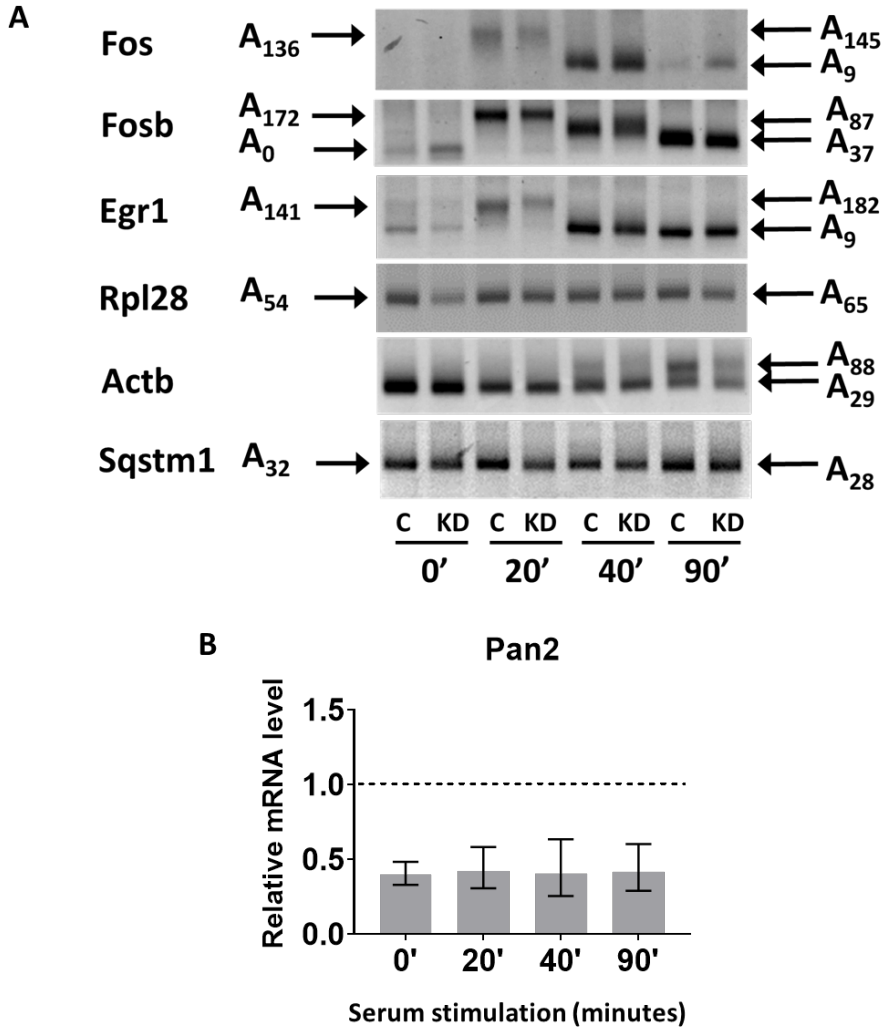 A
Fos A136 A145
A9
Fosb A172 A87
A0 A37
Egr1 A141 A182
A9
Rpl28 A54 A65
Actb A88
A29
Sqstm1 A32 A28
C KD C KD C KD C KD
0' 20' 40' 90'
B Pan2
Relative mRNA level
1.5
1.0
0.5
0.0
0' 20' 40' 90'
Serum stimulation (minutes)